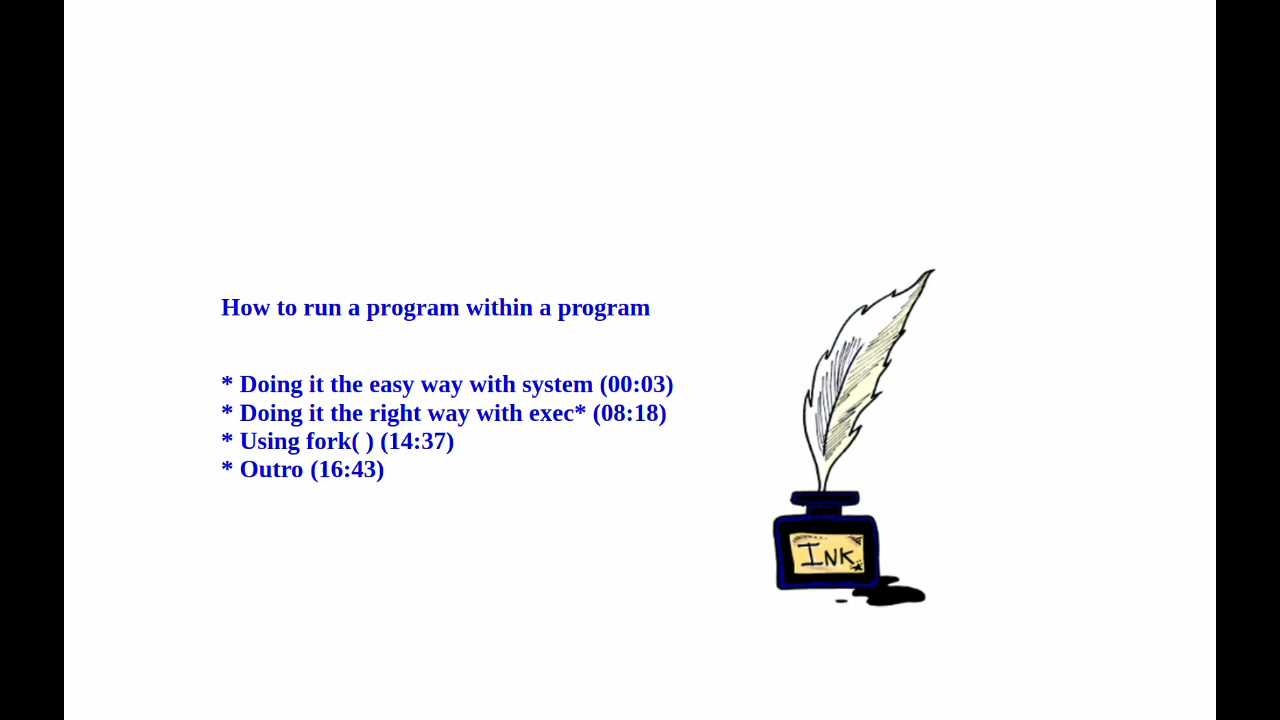 How to run a program within a program
* Doing it the easy way with system (00:03)
* Doing it the right way with exec* (08:18)
* Using fork( ) (14:37)
* Outro (16:43)
INK